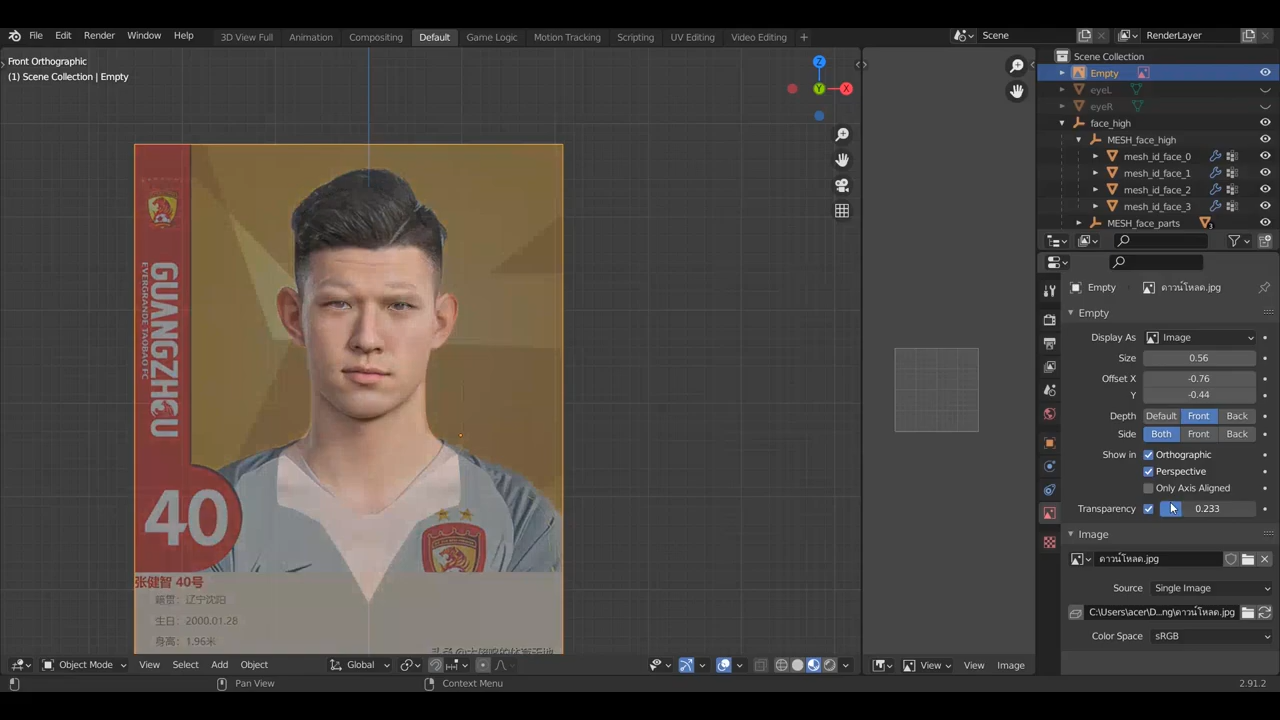 File Edit Render Window Help
3D View Full Animation Compositing Default Game Logic Motion Tracking Scripting UV Editing Video Editing +
Scene
RenderLayer
Front Orthographic
(1) Scene Collection | Empty
Z
Y
X
GUANGZHOU
EVERGRANDE TAOBAO FC
40
张健智 40号
籍贯：辽宁沈阳
生日：2000.01.28
身高：1.96米
Scene Collection
Empty
eyeL
eyeR
face_high
MESH_face_high
mesh_id_face_0
mesh_id_face_1
mesh_id_face_2
mesh_id_face_3
MESH_face_parts
3
Empty
ดาวน์โหลด.jpg
Empty
Display As Image
Size 0.56
Offset X -0.76
Y -0.44
Depth Default Front Back
Side Both Front Back
Show in Orthographic
Perspective
Only Axis Aligned
Transparency 0.233
Image
ดาวน์โหลด.jpg
Source Single Image
C:\Users\acer\D...ng\ดาวน์โหลด.jpg
Color Space sRGB
Object Mode View Select Add Object Global
View View Image
Pan View
Context Menu
2.91.2